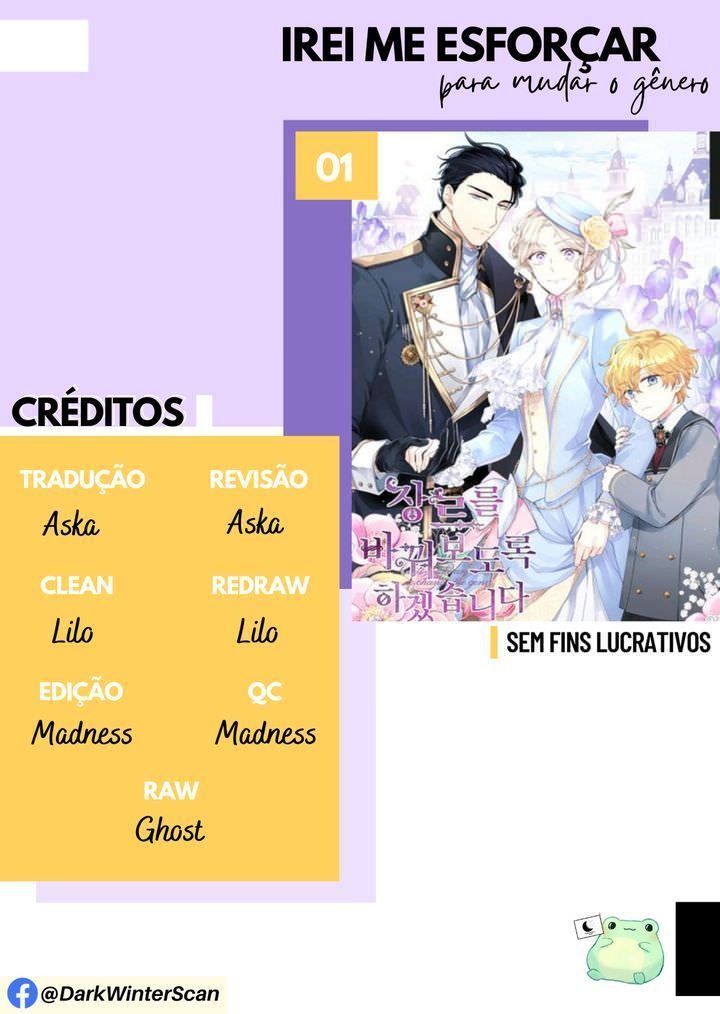 IREI ME ESFORÇAR
para mudar o gênero
01
장르를
바꿔보도록
하겠습니다
SEM FINS LUCRATIVOS
CRÉDITOS
TRADUÇÃO REVISÃO
Aska Aska
CLEAN REDRAW
Lilo Lilo
EDIÇÃO QC
Madness Madness
RAW
Ghost
@DarkWinterScan